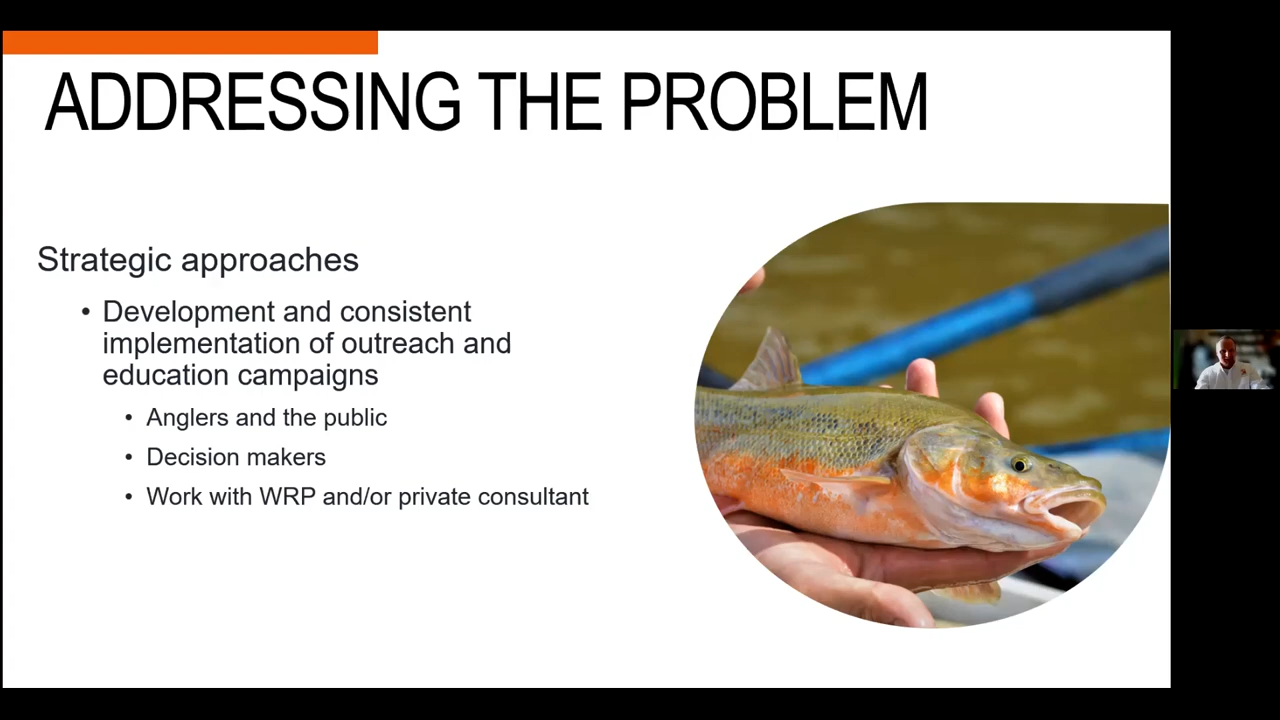 ADDRESSING THE PROBLEM
Strategic approaches
• Development and consistent
implementation of outreach and
education campaigns
• Anglers and the public
• Decision makers
• Work with WRP and/or private consultant